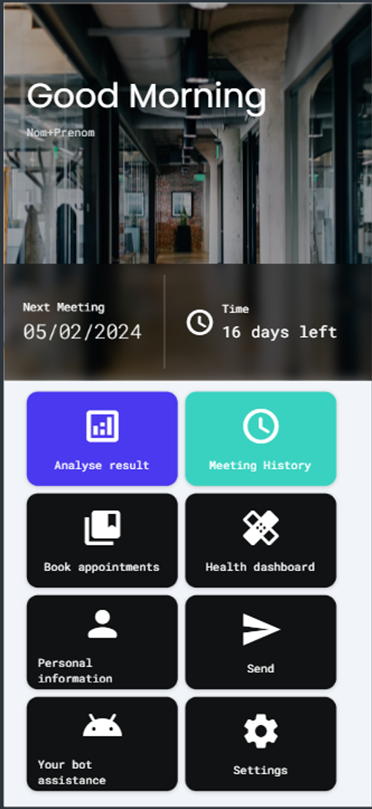 Good Morning
Nom+Prenom
Next Meeting
05/02/2024
Time
16 days left
Analyse result
Meeting History
Book appointments
Health dashboard
Personal
information
Send
Your bot
assistance
Settings